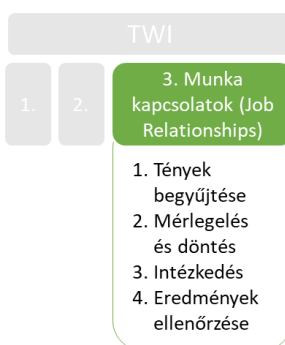 TWI
1.
2.
3. Munka
kapcsolatok (Job
Relationships)
1. Tények
begyűjtése
2. Mérlegelés
és döntés
3. Intézkedés
4. Eredmények
ellenőrzése